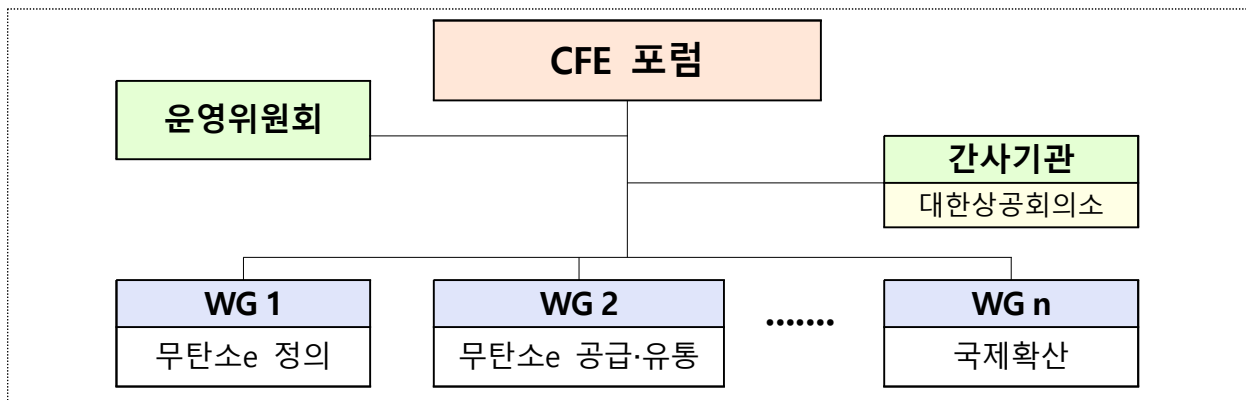 CFE 포럼
운영위원회
간사기관
대한상공회의소
WG 1
무탄소e 정의
WG 2
무탄소e 공급·유통
·······
WG n
국제확산